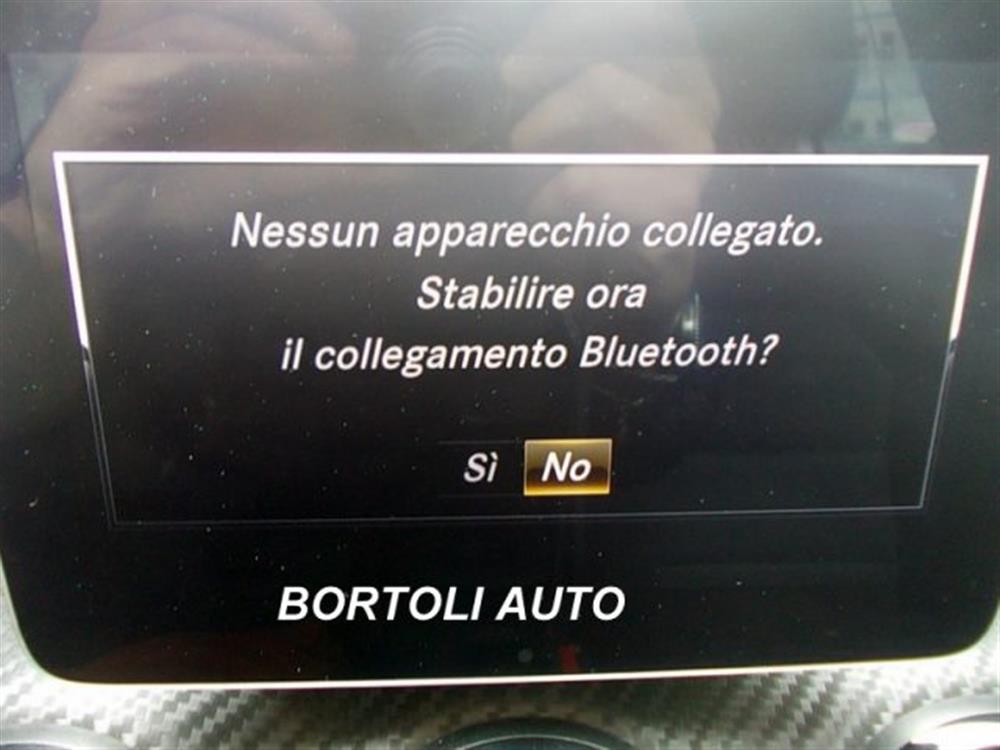 Nessun apparecchio collegato.
Stabilire ora
il collegamento Bluetooth?
Sì No
BORTOLI AUTO